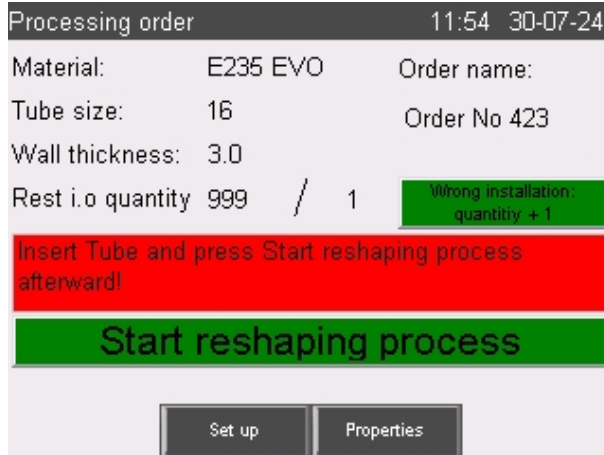 Processing order 11:54 30-07-24
Material: E235 EVO Order name:
Tube size: 16 Order No 423
Wall thickness: 3.0
Rest i.o quantity 999 / 1 Wrong installation:
quantitiy + 1
Insert Tube and press Start reshaping process
afterward!
Start reshaping process
Set up Properties